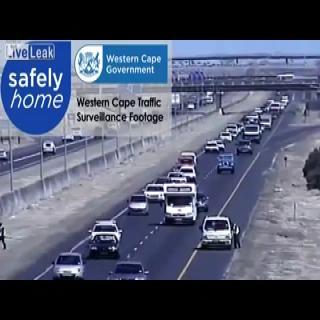 LiveLeak
safely
home
Western Cape
Government
Western Cape Traffic
Surveillance Footage